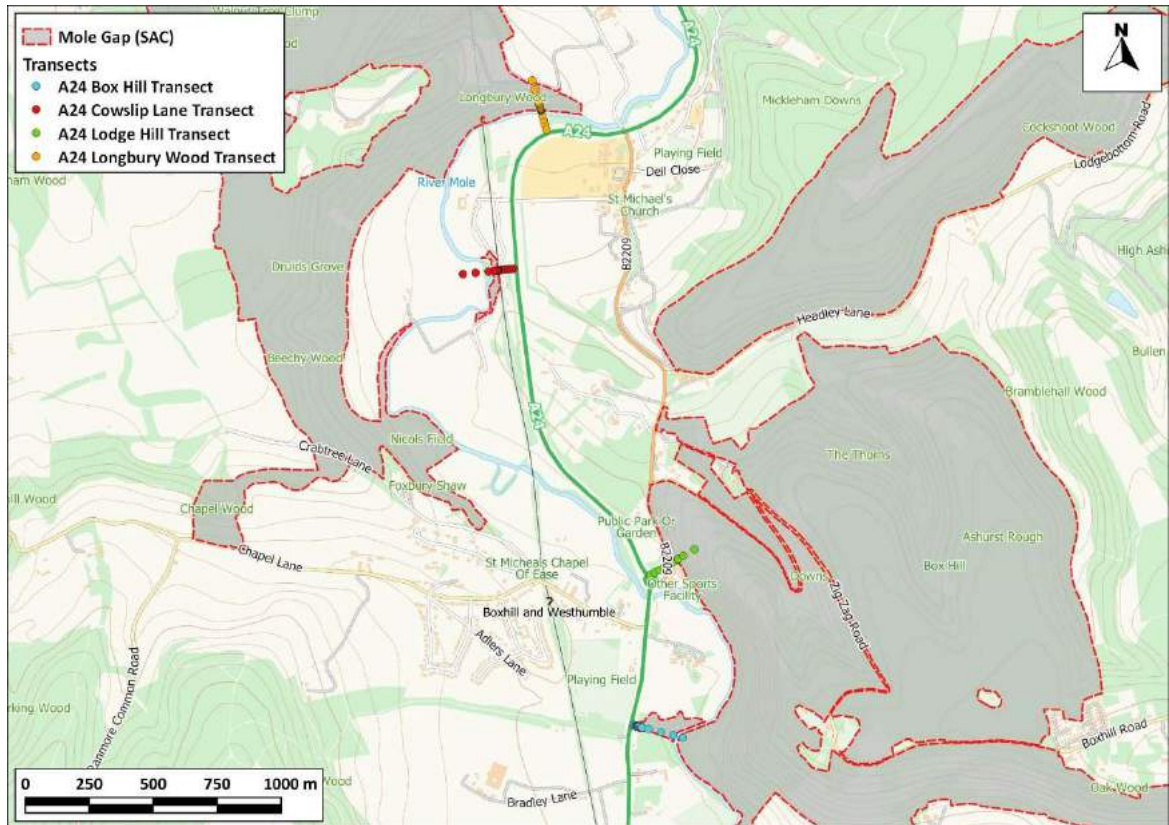 Walnut Tree Clump
Mole Gap (SAC)
Transects
A24 Box Hill Transect
A24 Cowslip Lane Transect
A24 Lodge Hill Transect
A24 Longbury Wood Transect
N
A24
Longbury Wood
Mickleham Downs
Cockshoot Wood
Lodgebottom Road
A24
Playing Field
Dell Close
River Mole
St Michael's
Church
B2209
Druids Grove
High Ash
Headley Lane
Beechy Wood
Bullen
Bramblehall Wood
A24
Nicols Field
Crabtree Lane
The Thorns
Foxbury Shaw
Chapel Wood
Public Park Or
Garden
Ashurst Rough
Chapel Lane
St Micheals Chapel
Of Ease
B2209
Other Sports
Facility
Downs
Box Hill
Zig Zag Road
Boxhill and Westhumble
Adlers Lane
Playing Field
Ranmore Common Road
Boxhill Road
Bradley Lane
Oak Wood
0 250 500 750 1000 m